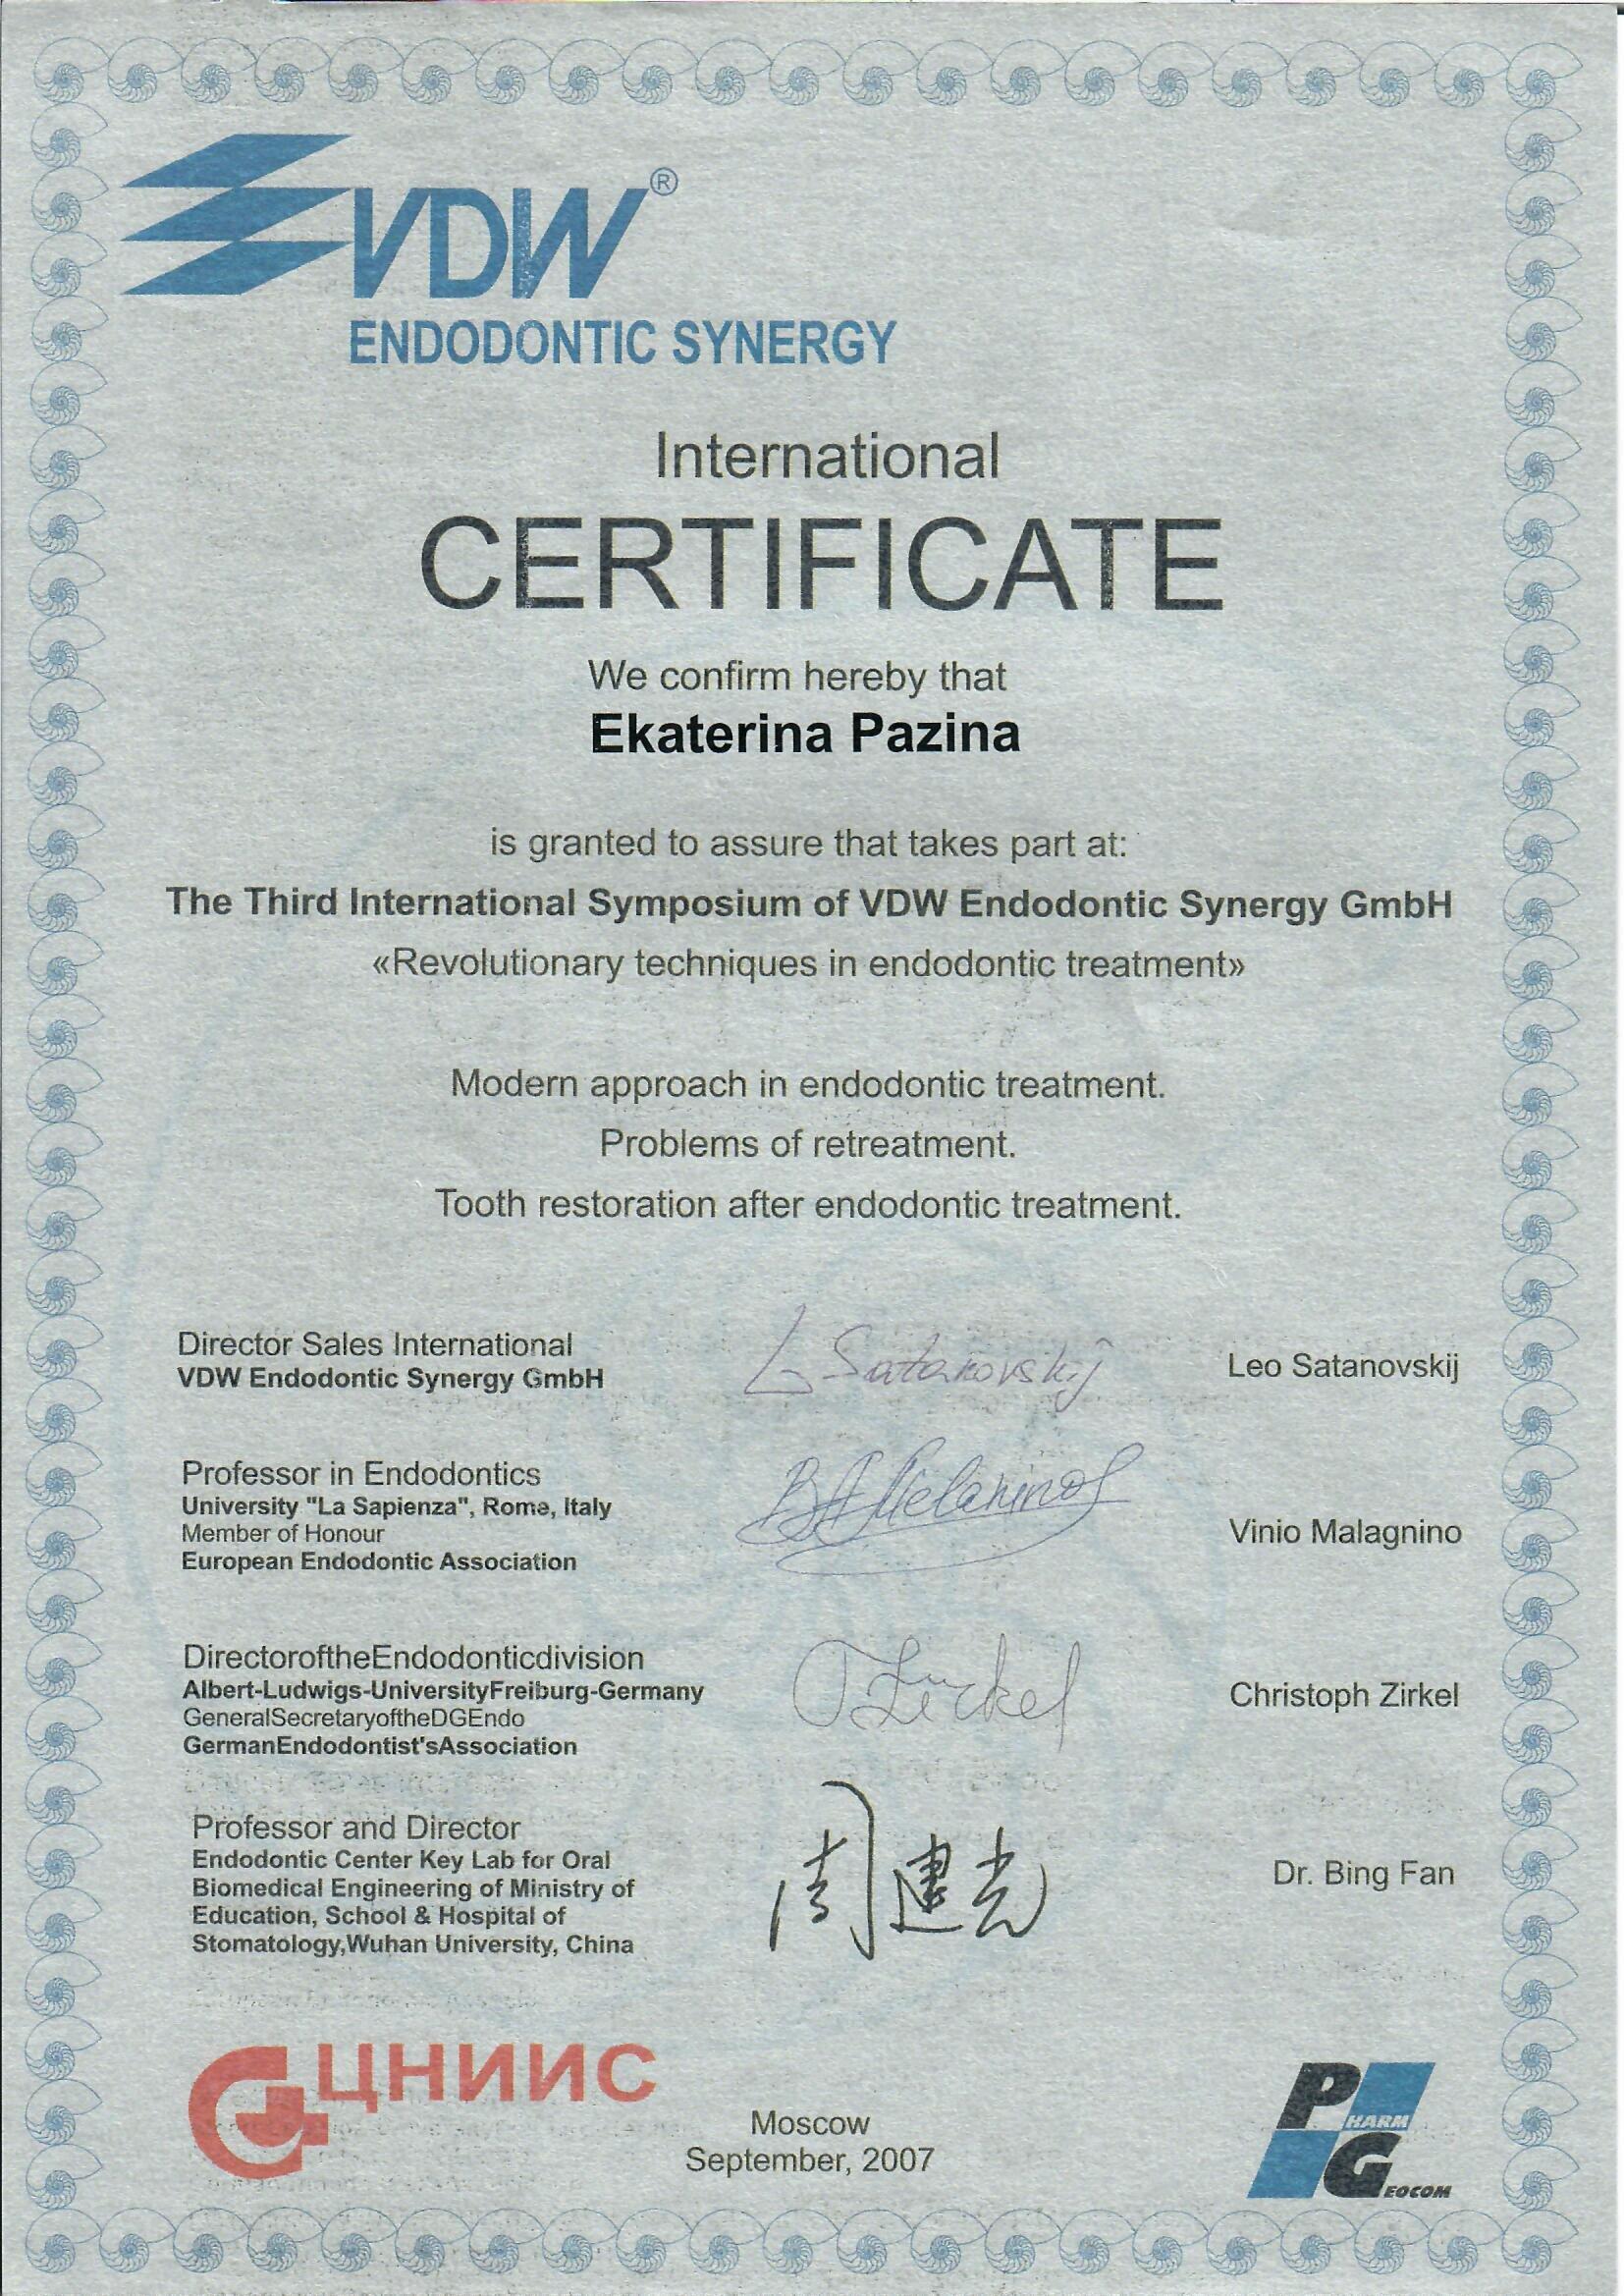 VDW®
ENDODONTIC SYNERGY
International
CERTIFICATE
We confirm hereby that
Ekaterina Pazina
is granted to assure that takes part at:
The Third International Symposium of VDW Endodontic Synergy GmbH
«Revolutionary techniques in endodontic treatment»
Modern approach in endodontic treatment.
Problems of retreatment.
Tooth restoration after endodontic treatment.
Director Sales International
VDW Endodontic Synergy GmbH
L Satanovskij
Leo Satanovskij
Professor in Endodontics
University "La Sapienza", Rome, Italy
Member of Honour
European Endodontic Association
Vinio Malagnino
DirectoroftheEndodonticdivision
Albert-Ludwigs-UniversityFreiburg-Germany
GeneralSecretaryoftheDGEndo
GermanEndodontist'sAssociation
Zirkel
Christoph Zirkel
Professor and Director
Endodontic Center Key Lab for Oral
Biomedical Engineering of Ministry of
Education, School & Hospital of
Stomatology,Wuhan University, China
周建光
Dr. Bing Fan
ЦНИИС
Moscow
September, 2007
PHARM
GEOCOM